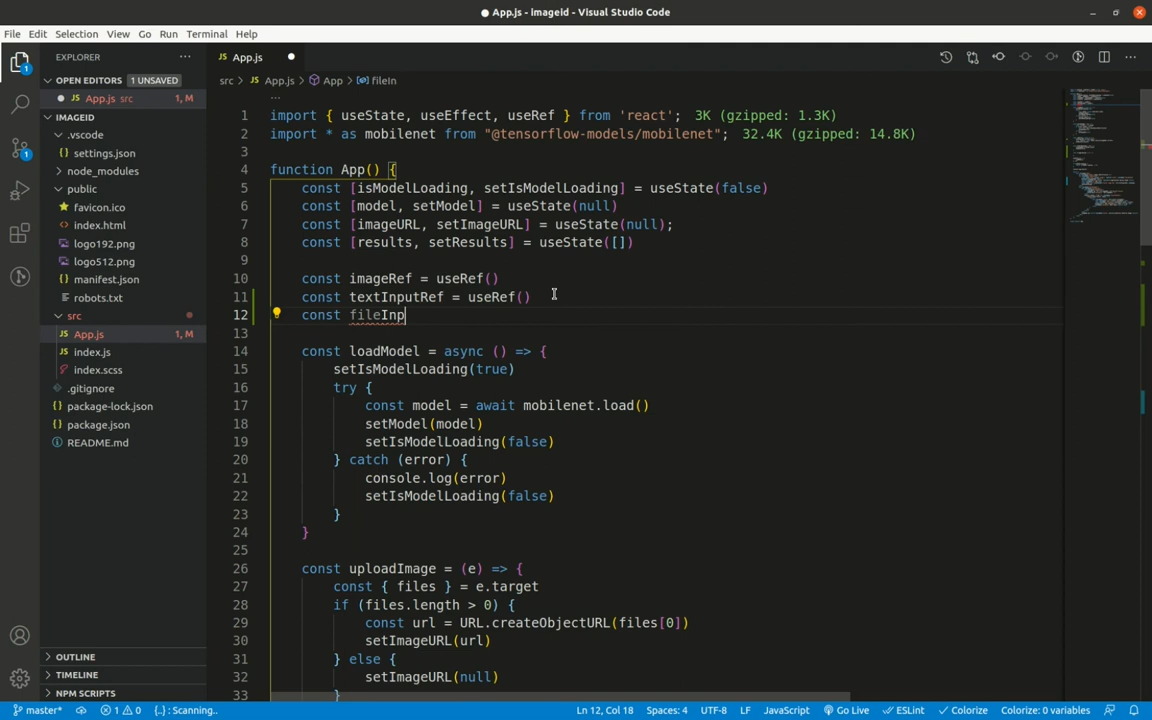 App.js - imageid - Visual Studio Code
File Edit Selection View Go Run Terminal Help
EXPLORER
OPEN EDITORS 1 UNSAVED
App.js src 1, M
IMAGEID
.vscode
settings.json
node_modules
public
favicon.ico
index.html
logo192.png
logo512.png
manifest.json
robots.txt
src
App.js 1, M
index.js
index.scss
.gitignore
package-lock.json
package.json
README.md
OUTLINE
TIMELINE
NPM SCRIPTS
1
1
JS App.js
src > JS App.js > App > fileIn
1 import { useState, useEffect, useRef } from 'react'; 3K (gzipped: 1.3K)
2 import * as mobilenet from "@tensorflow-models/mobilenet"; 32.4K (gzipped: 14.8K)
3
4 function App() {
5 const [isModelLoading, setIsModelLoading] = useState(false)
6 const [model, setModel] = useState(null)
7 const [imageURL, setImageURL] = useState(null);
8 const [results, setResults] = useState([])
9
10 const imageRef = useRef()
11 const textInputRef = useRef()
12 const fileInp
13
14 const loadModel = async () => {
15 setIsModelLoading(true)
16 try {
17 const model = await mobilenet.load()
18 setModel(model)
19 setIsModelLoading(false)
20 } catch (error) {
21 console.log(error)
22 setIsModelLoading(false)
23 }
24 }
25
26 const uploadImage = (e) => {
27 const { files } = e.target
28 if (files.length > 0) {
29 const url = URL.createObjectURL(files[0])
30 setImageURL(url)
31 } else {
32 setImageURL(null)
33 }
master* 1 0 {..} : Scanning.. Ln 12, Col 18 Spaces: 4 UTF-8 LF JavaScript Go Live ESLint Colorize Colorize: 0 variables